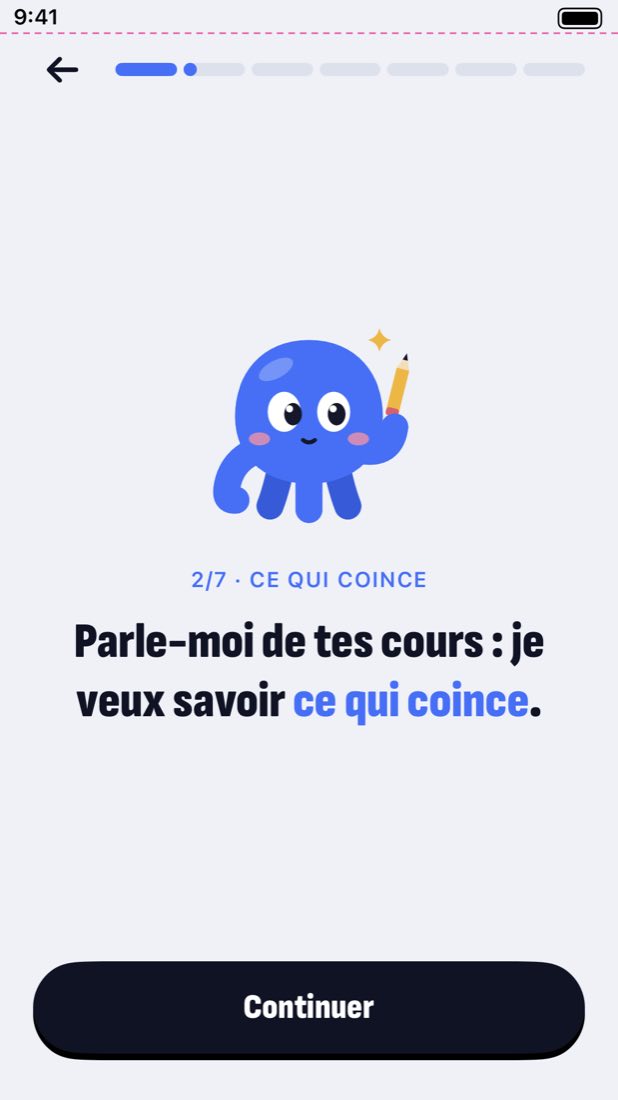 9:41
2/7 · CE QUI COINCE
Parle-moi de tes cours : je
veux savoir ce qui coince.
Continuer